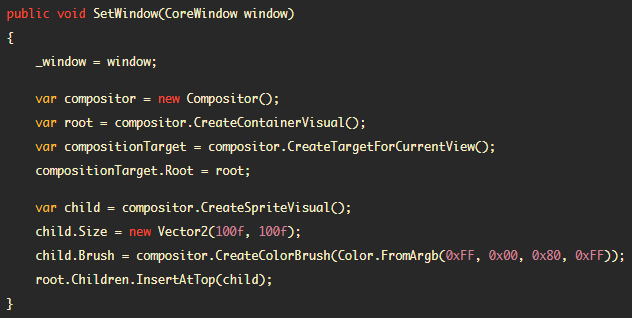 public void SetWindow(CoreWindow window)
{
    _window = window;

    var compositor = new Compositor();
    var root = compositor.CreateContainerVisual();
    var compositionTarget = compositor.CreateTargetForCurrentView();
    compositionTarget.Root = root;

    var child = compositor.CreateSpriteVisual();
    child.Size = new Vector2(100f, 100f);
    child.Brush = compositor.CreateColorBrush(Color.FromArgb(0xFF, 0x00, 0x80, 0xFF));
    root.Children.InsertAtTop(child);
}